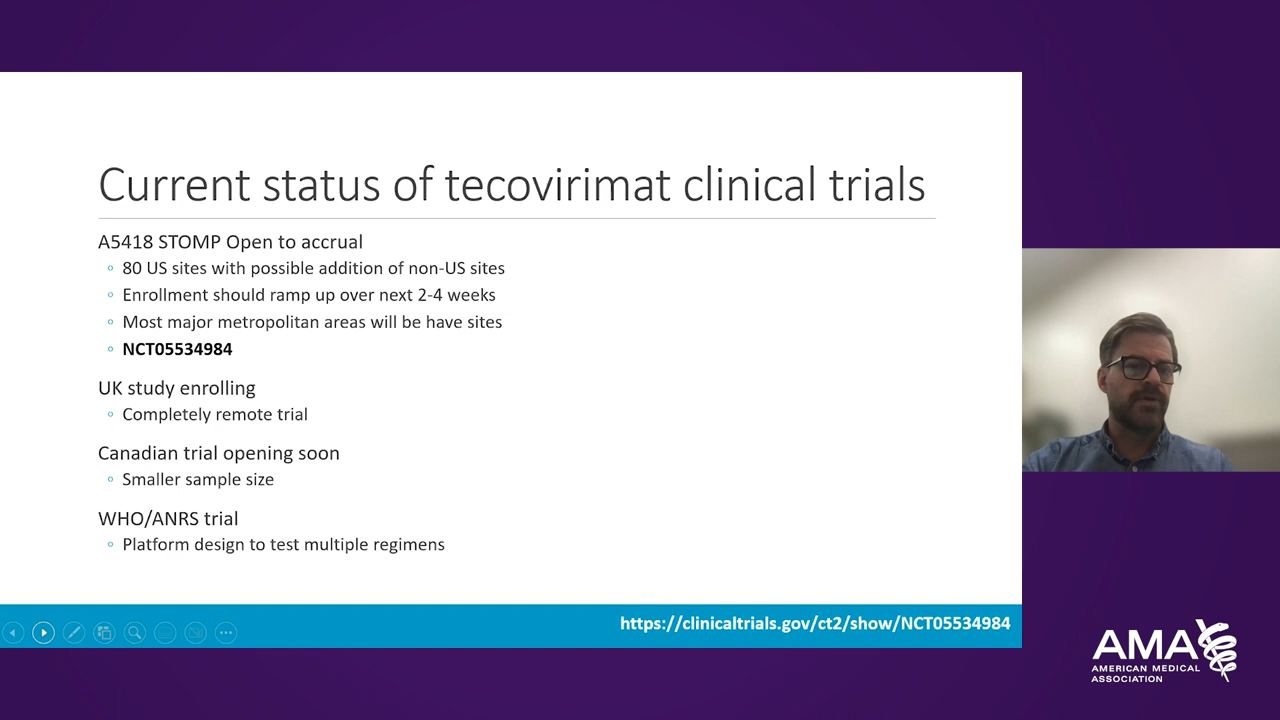 Current status of tecovirimat clinical trials
A5418 STOMP Open to accrual
80 US sites with possible addition of non-US sites
Enrollment should ramp up over next 2-4 weeks
Most major metropolitan areas will be have sites
NCT05534984
UK study enrolling
Completely remote trial
Canadian trial opening soon
Smaller sample size
WHO/ANRS trial
Platform design to test multiple regimens
https://clinicaltrials.gov/ct2/show/NCT05534984
AMA
AMERICAN MEDICAL
ASSOCIATION